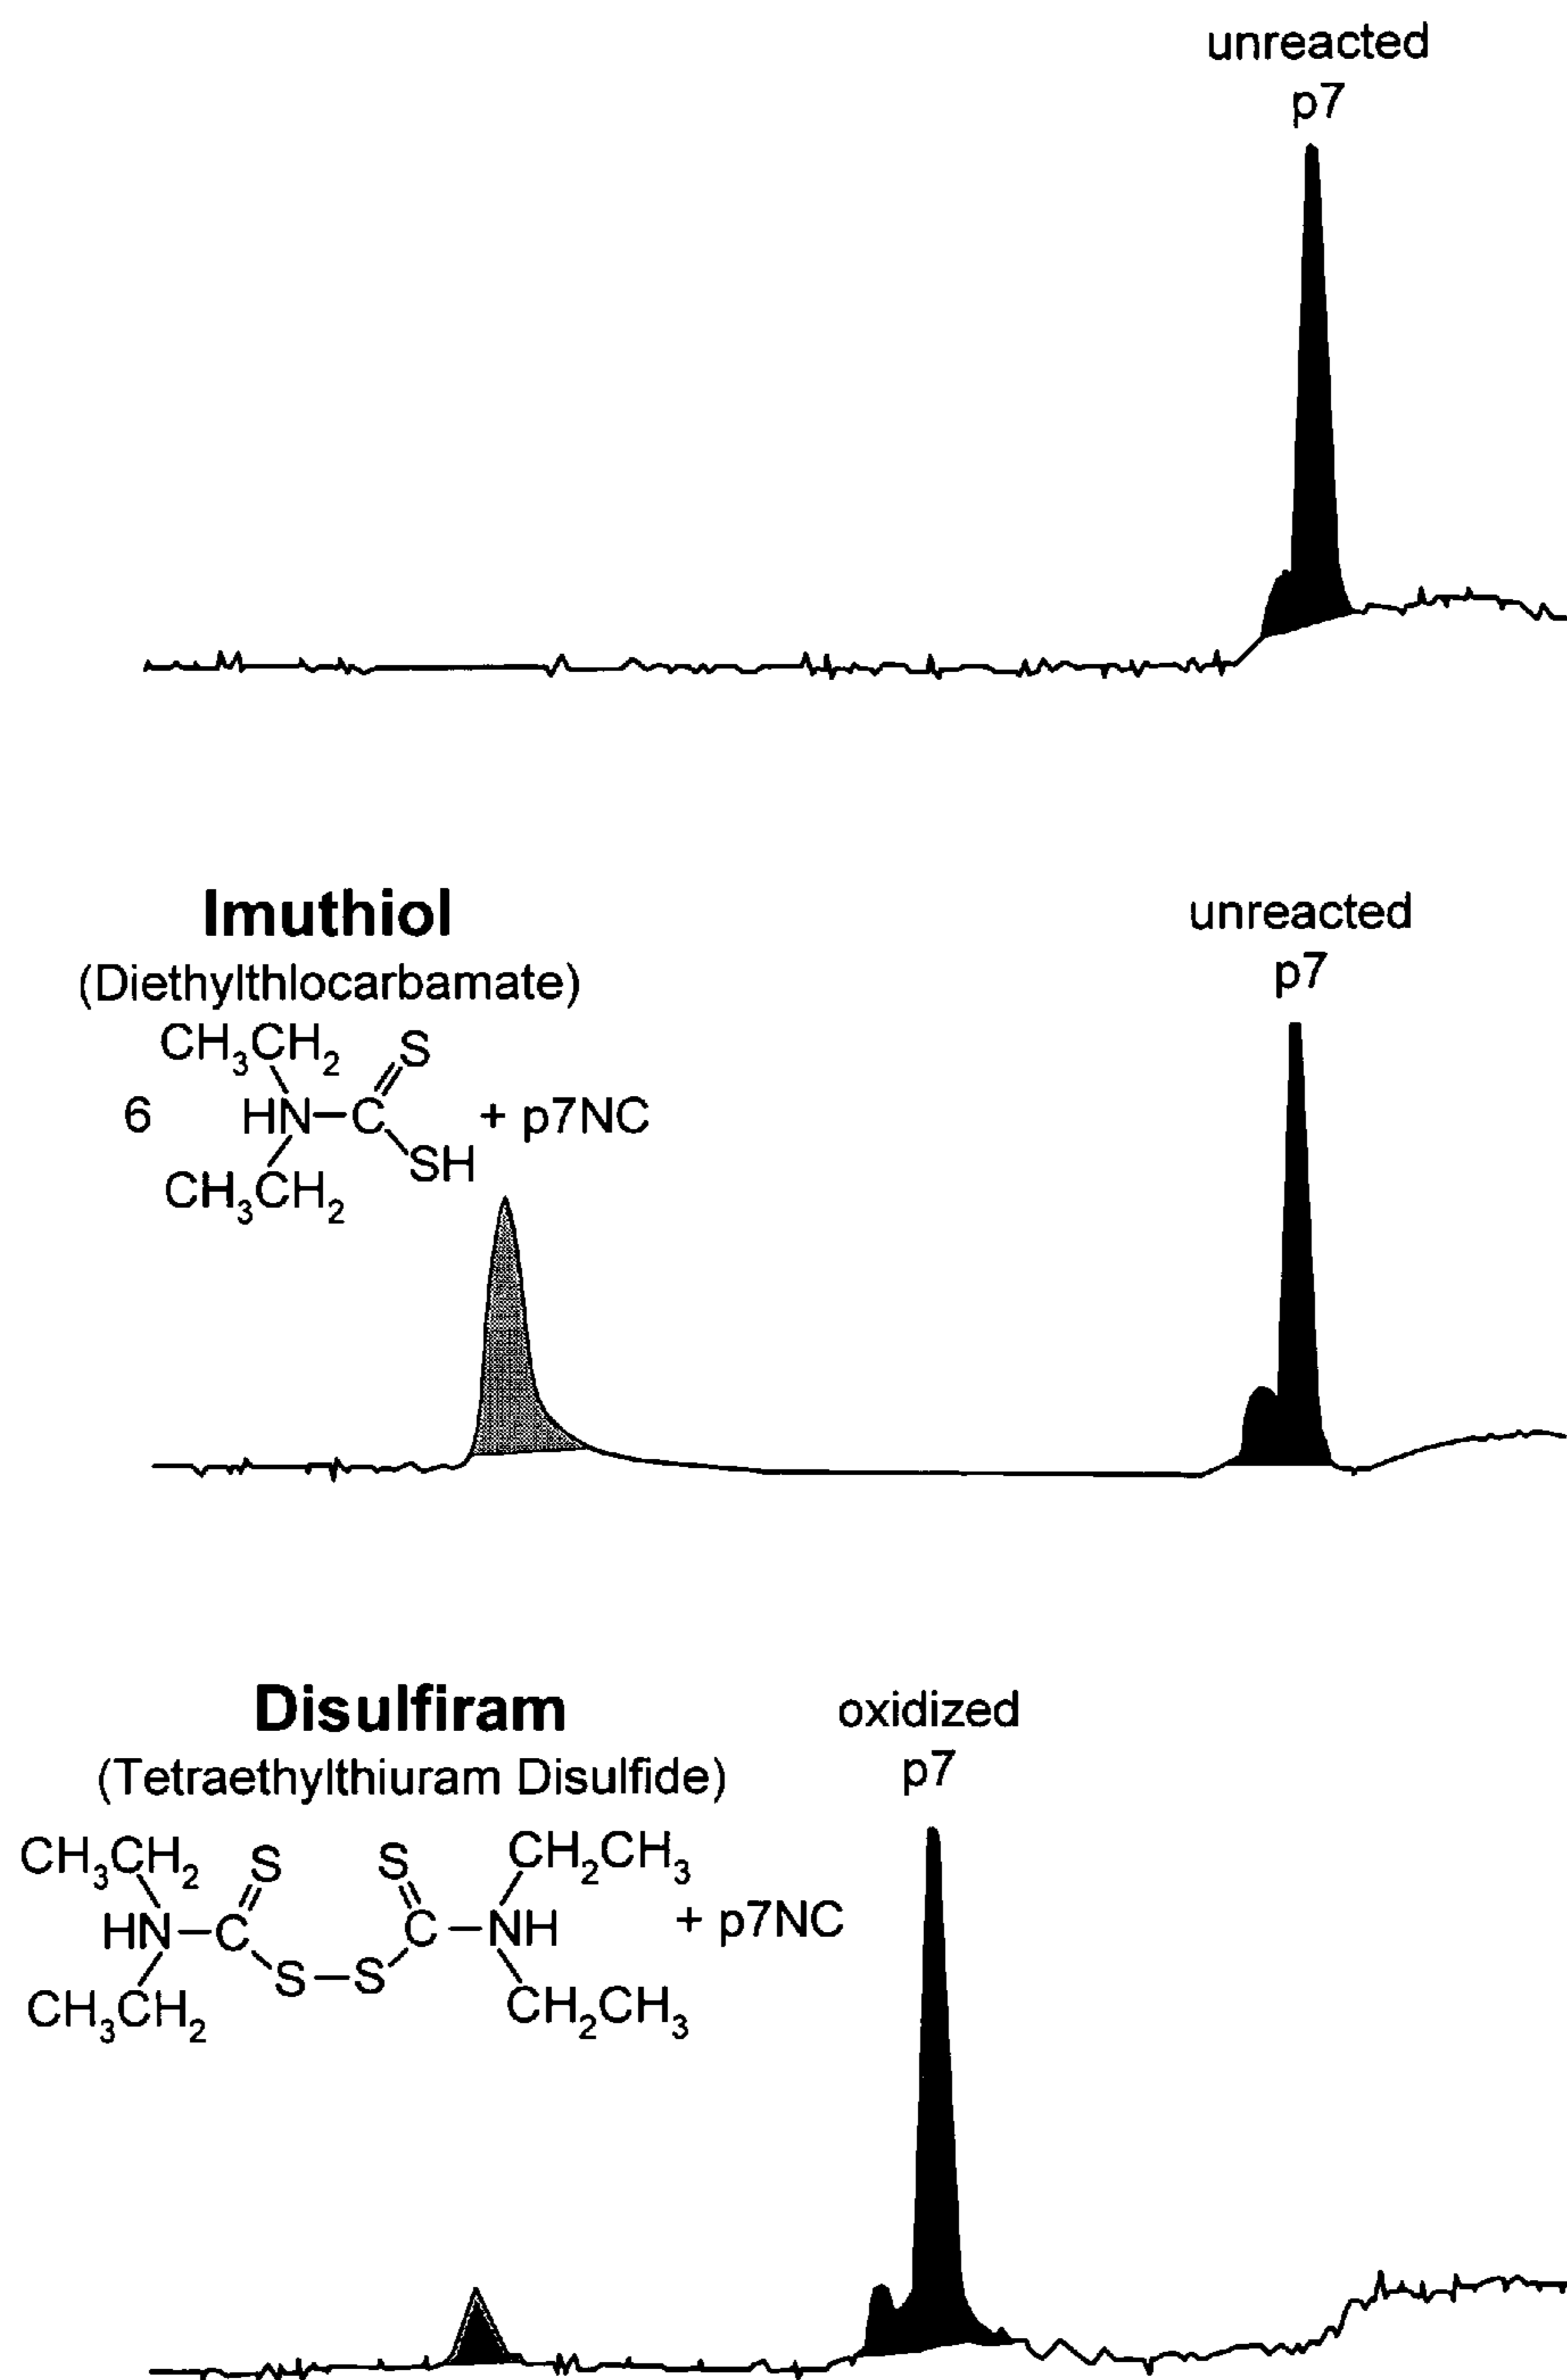 unreacted
p7
Imuthiol
(Diethylthlocarbamate)
unreacted
p7
CH3CH2
S
6 HN—C + p7NC
SH
CH3CH2
Disulfiram
(Tetraethylthiuram Disulfide)
oxidized
p7
CH3CH2 S S CH2CH3
HN—C C—NH + p7NC
S—S
CH3CH2 CH2CH3